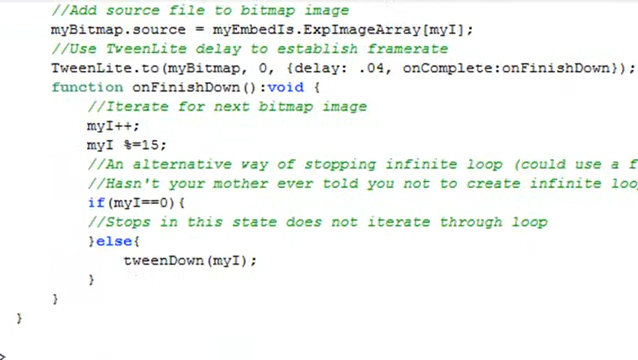 //Add source file to bitmap image
myBitmap.source = myEmbedIs.ExpImageArray[myI];
//Use TweenLite delay to establish framerate
TweenLite.to(myBitmap, 0, {delay: .04, onComplete:onFinishDown});
function onFinishDown():void {
//Iterate for next bitmap image
myI++;
myI %=15;
//An alternative way of stopping infinite loop (could use a f
//Hasn't your mother ever told you not to create infinite loo
if(myI==0){
//Stops in this state does not iterate through loop
}else{
tweenDown(myI);
}
}
}
>